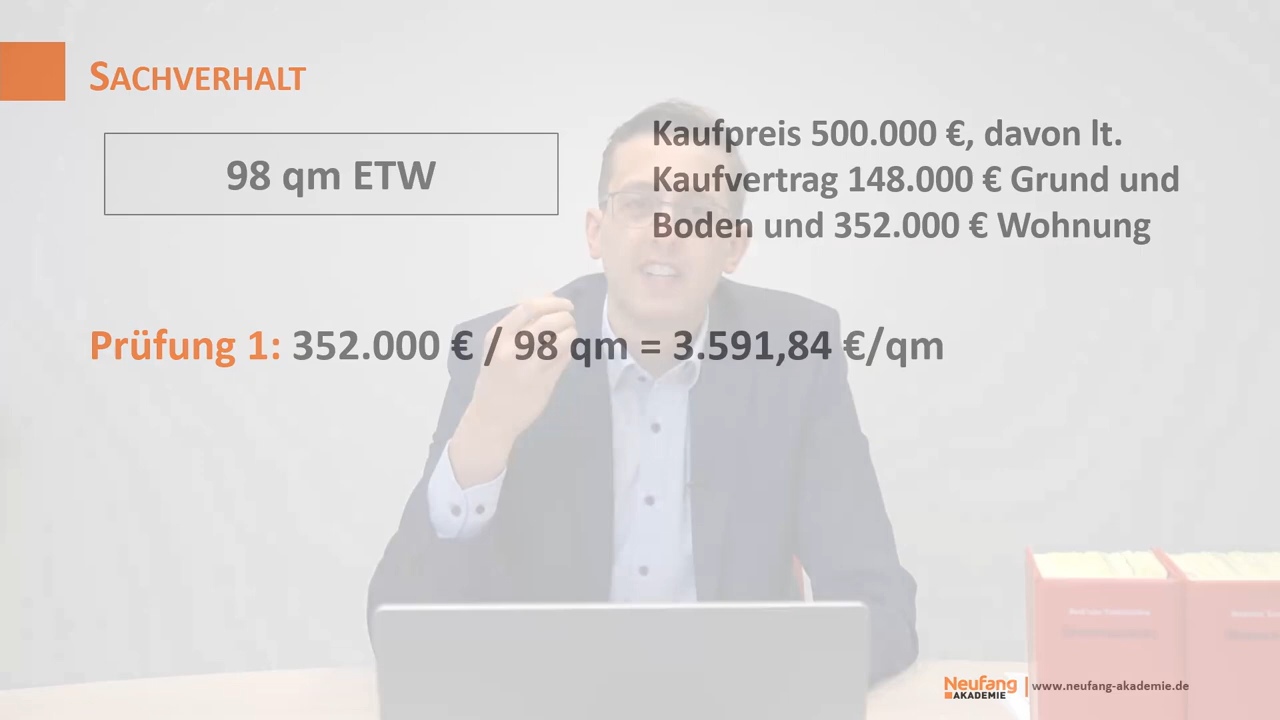 SACHVERHALT
98 qm ETW
Kaufpreis 500.000 €, davon lt.
Kaufvertrag 148.000 € Grund und
Boden und 352.000 € Wohnung
Prüfung 1: 352.000 € / 98 qm = 3.591,84 €/qm
Neufang
AKADEMIE
www.neufang-akademie.de